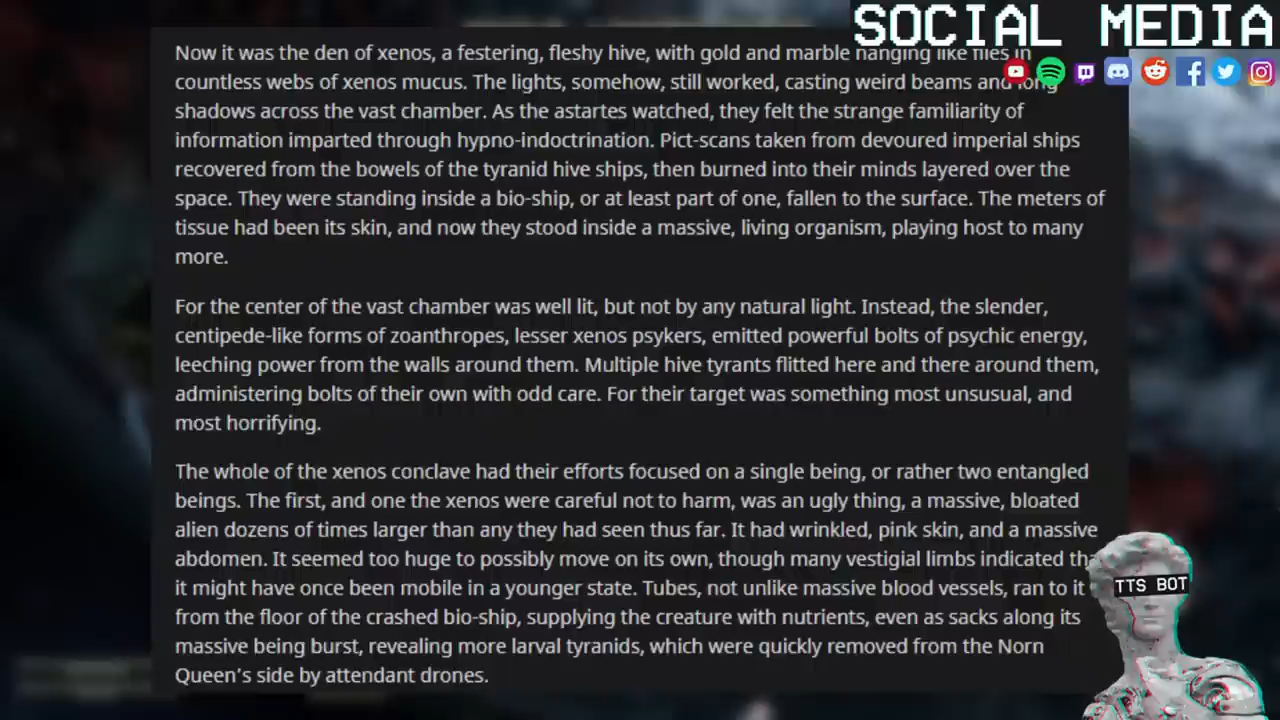 SOCIAL MEDIA
Now it was the den of xenos, a festering, fleshy hive, with gold and marble hanging like flies in
countless webs of xenos mucus. The lights, somehow, still worked, casting weird beams and long
shadows across the vast chamber. As the astartes watched, they felt the strange familiarity of
information imparted through hypno-indoctrination. Pict-scans taken from devoured imperial ships
recovered from the bowels of the tyranid hive ships, then burned into their minds layered over the
space. They were standing inside a bio-ship, or at least part of one, fallen to the surface. The meters of
tissue had been its skin, and now they stood inside a massive, living organism, playing host to many
more.
For the center of the vast chamber was well lit, but not by any natural light. Instead, the slender,
centipede-like forms of zoanthropes, lesser xenos psykers, emitted powerful bolts of psychic energy,
leeching power from the walls around them. Multiple hive tyrants flitted here and there around them,
administering bolts of their own with odd care. For their target was something most unsusual, and
most horrifying.
The whole of the xenos conclave had their efforts focused on a single being, or rather two entangled
beings. The first, and one the xenos were careful not to harm, was an ugly thing, a massive, bloated
alien dozens of times larger than any they had seen thus far. It had wrinkled, pink skin, and a massive
abdomen. It seemed too huge to possibly move on its own, though many vestigial limbs indicated tha
it might have once been mobile in a younger state. Tubes, not unlike massive blood vessels, ran to it
from the floor of the crashed bio-ship, supplying the creature with nutrients, even as sacks along its
massive being burst, revealing more larval tyranids, which were quickly removed from the Norn
Queen's side by attendant drones.
TTS BOT